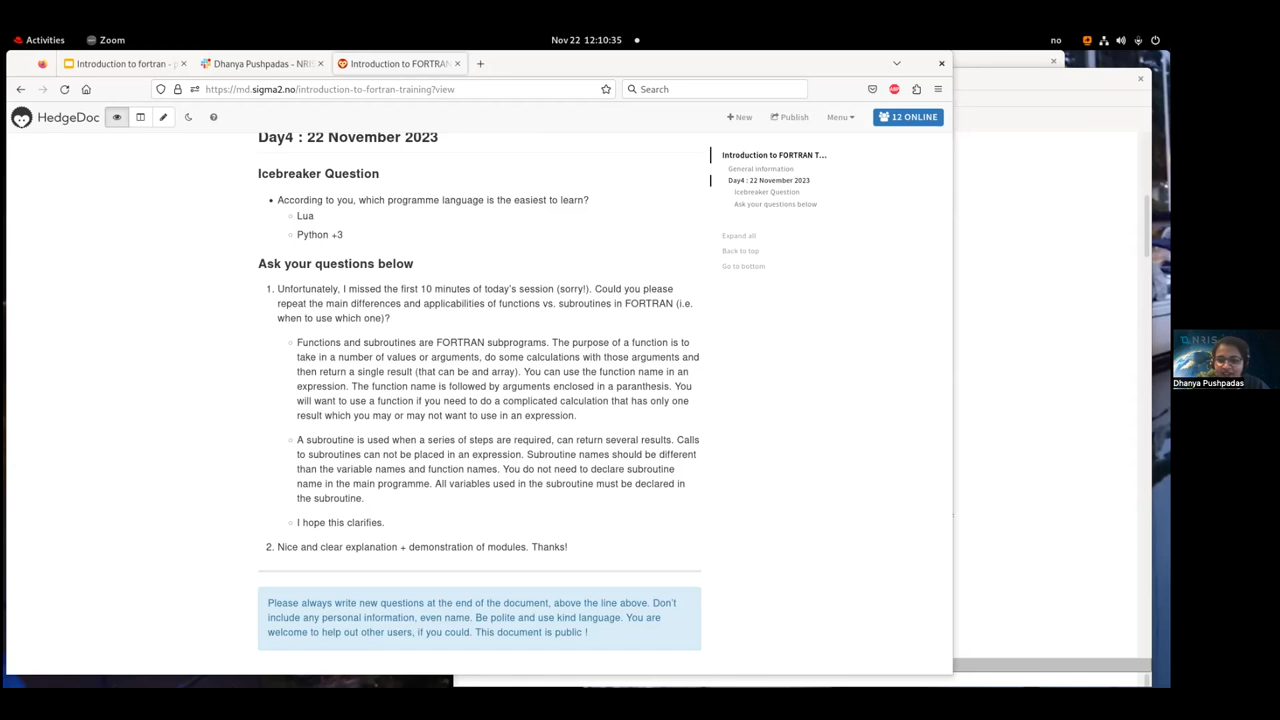 Activities
Zoom
Nov 22 12:10:35
no
Introduction to fortran - p
Dhanya Pushpadas - NRIS
Introduction to FORTRAN
https://md.sigma2.no/introduction-to-fortran-training?view
Search
HedgeDoc
New
Publish
Menu
12 ONLINE
Day4 : 22 November 2023
Icebreaker Question
According to you, which programme language is the easiest to learn?
Lua
Python +3
Ask your questions below
1. Unfortunately, I missed the first 10 minutes of today's session (sorry!). Could you please
repeat the main differences and applicabilities of functions vs. subroutines in FORTRAN (i.e.
when to use which one)?
Functions and subroutines are FORTRAN subprograms. The purpose of a function is to
take in a number of values or arguments, do some calculations with those arguments and
then return a single result (that can be and array). You can use the function name in an
expression. The function name is followed by arguments enclosed in a paranthesis. You
will want to use a function if you need to do a complicated calculation that has only one
result which you may or may not want to use in an expression.
A subroutine is used when a series of steps are required, can return several results. Calls
to subroutines can not be placed in an expression. Subroutine names should be different
than the variable names and function names. You do not need to declare subroutine
name in the main programme. All variables used in the subroutine must be declared in
the subroutine.
I hope this clarifies.
2. Nice and clear explanation + demonstration of modules. Thanks!
Please always write new questions at the end of the document, above the line above. Don't
include any personal information, even name. Be polite and use kind language. You are
welcome to help out other users, if you could. This document is public !
Introduction to FORTRAN T...
General information
Day4 : 22 November 2023
Icebreaker Question
Ask your questions below
Expand all
Back to top
Go to bottom
NRIS
Dhanya Pushpadas